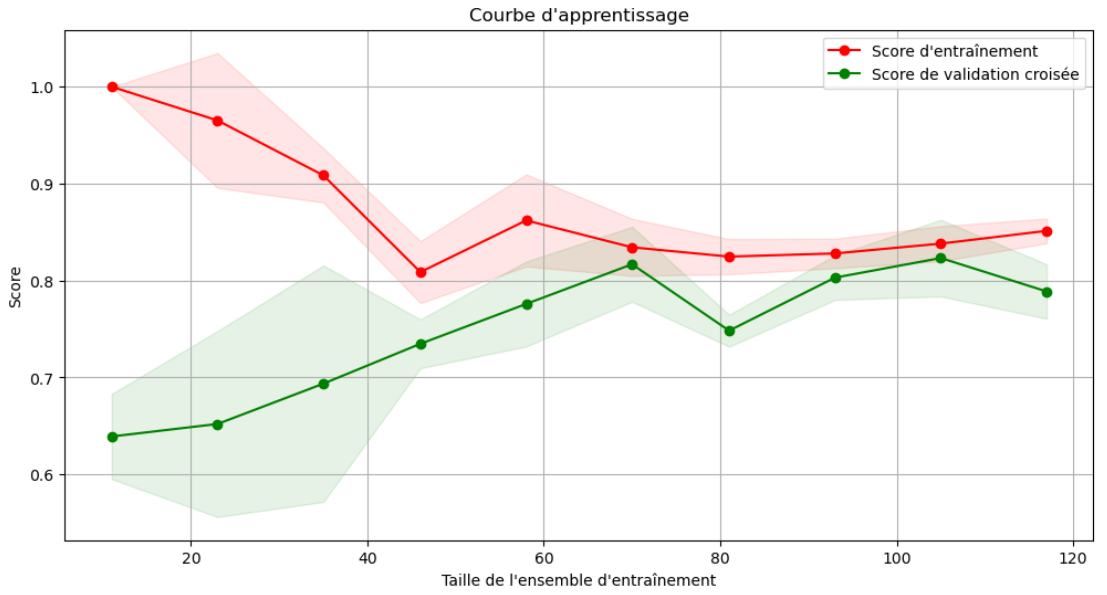 Courbe d'apprentissage
Score d'entraînement
Score de validation croisée
1.0
0.9
0.8
0.7
0.6
Score
20
40
60
80
100
120
Taille de l'ensemble d'entraînement